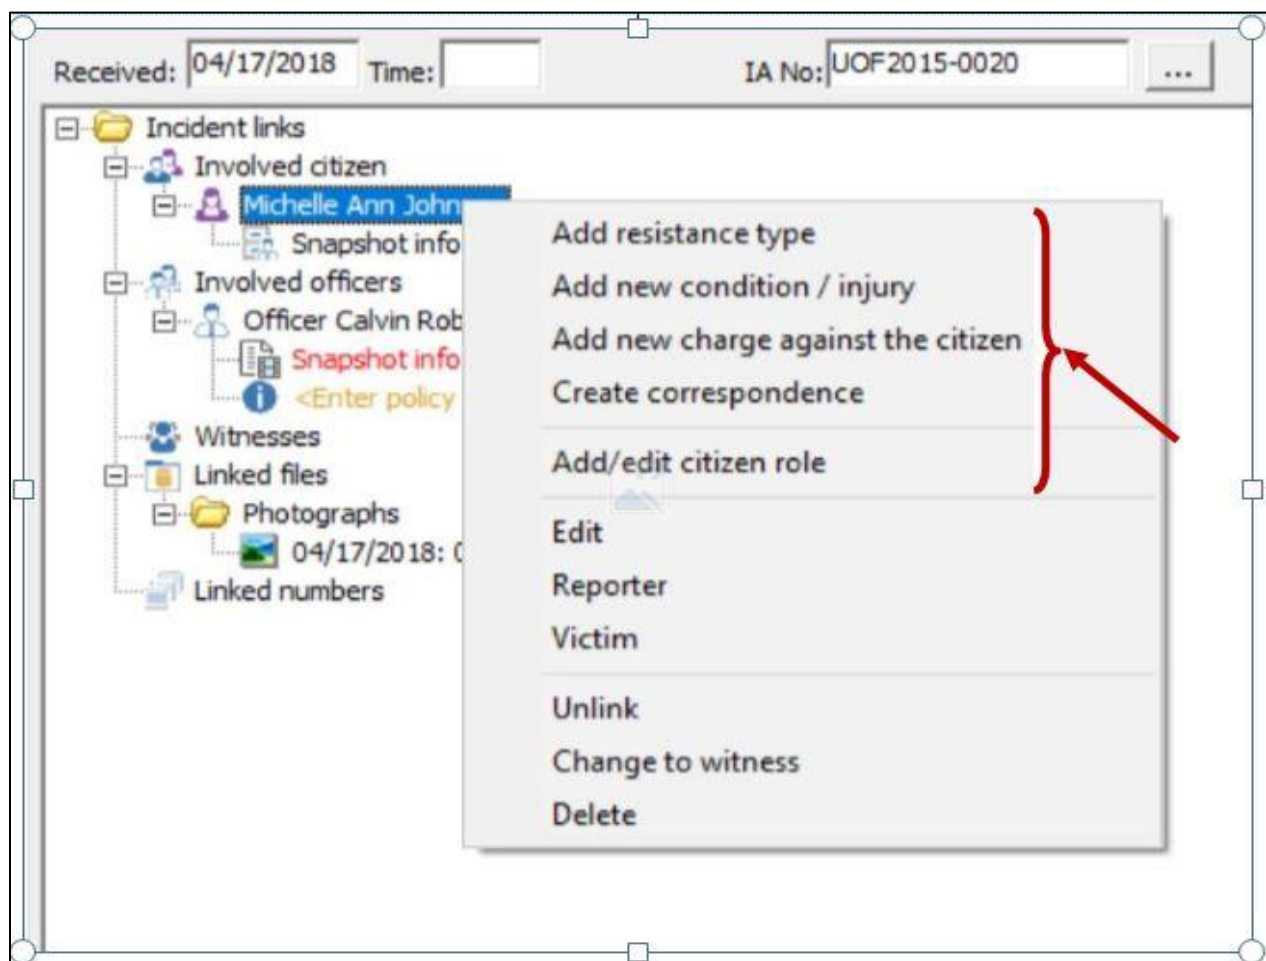 Received: 04/17/2018 Time: IA No: UOF2015-0020 ...
Incident links
Involved citizen
Michelle Ann John
Snapshot info
Involved officers
Officer Calvin Rob
Snapshot info
<Enter policy
Witnesses
Linked files
Photographs
04/17/2018: 0
Linked numbers
Add resistance type
Add new condition / injury
Add new charge against the citizen
Create correspondence
Add/edit citizen role
Edit
Reporter
Victim
Unlink
Change to witness
Delete